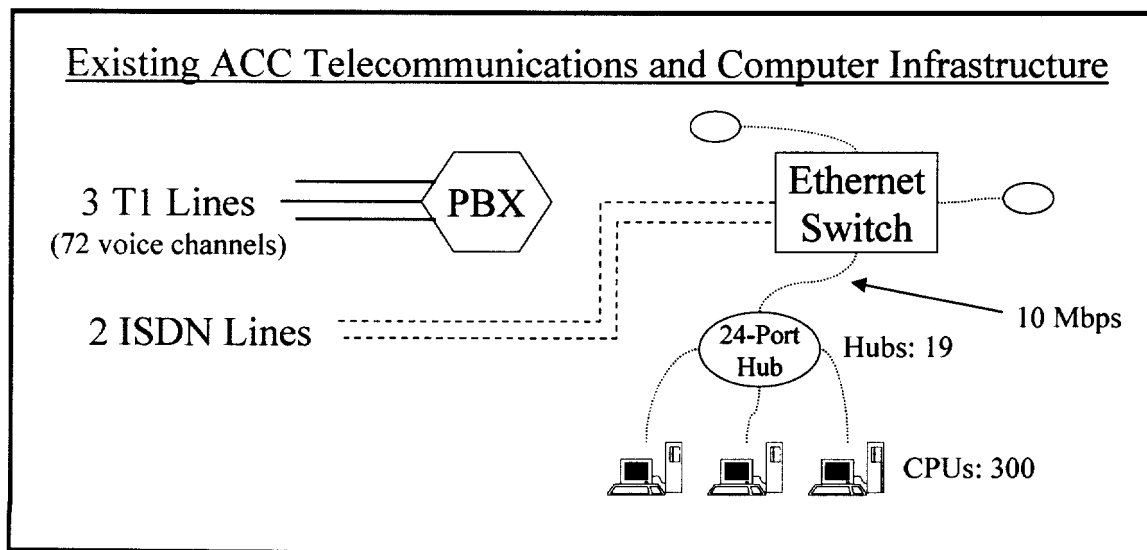 Existing ACC Telecommunications and Computer Infrastructure
3 T1 Lines
(72 voice channels)
PBX
Ethernet
Switch
2 ISDN Lines
10 Mbps
24-Port
Hub
Hubs: 19
CPUs: 300